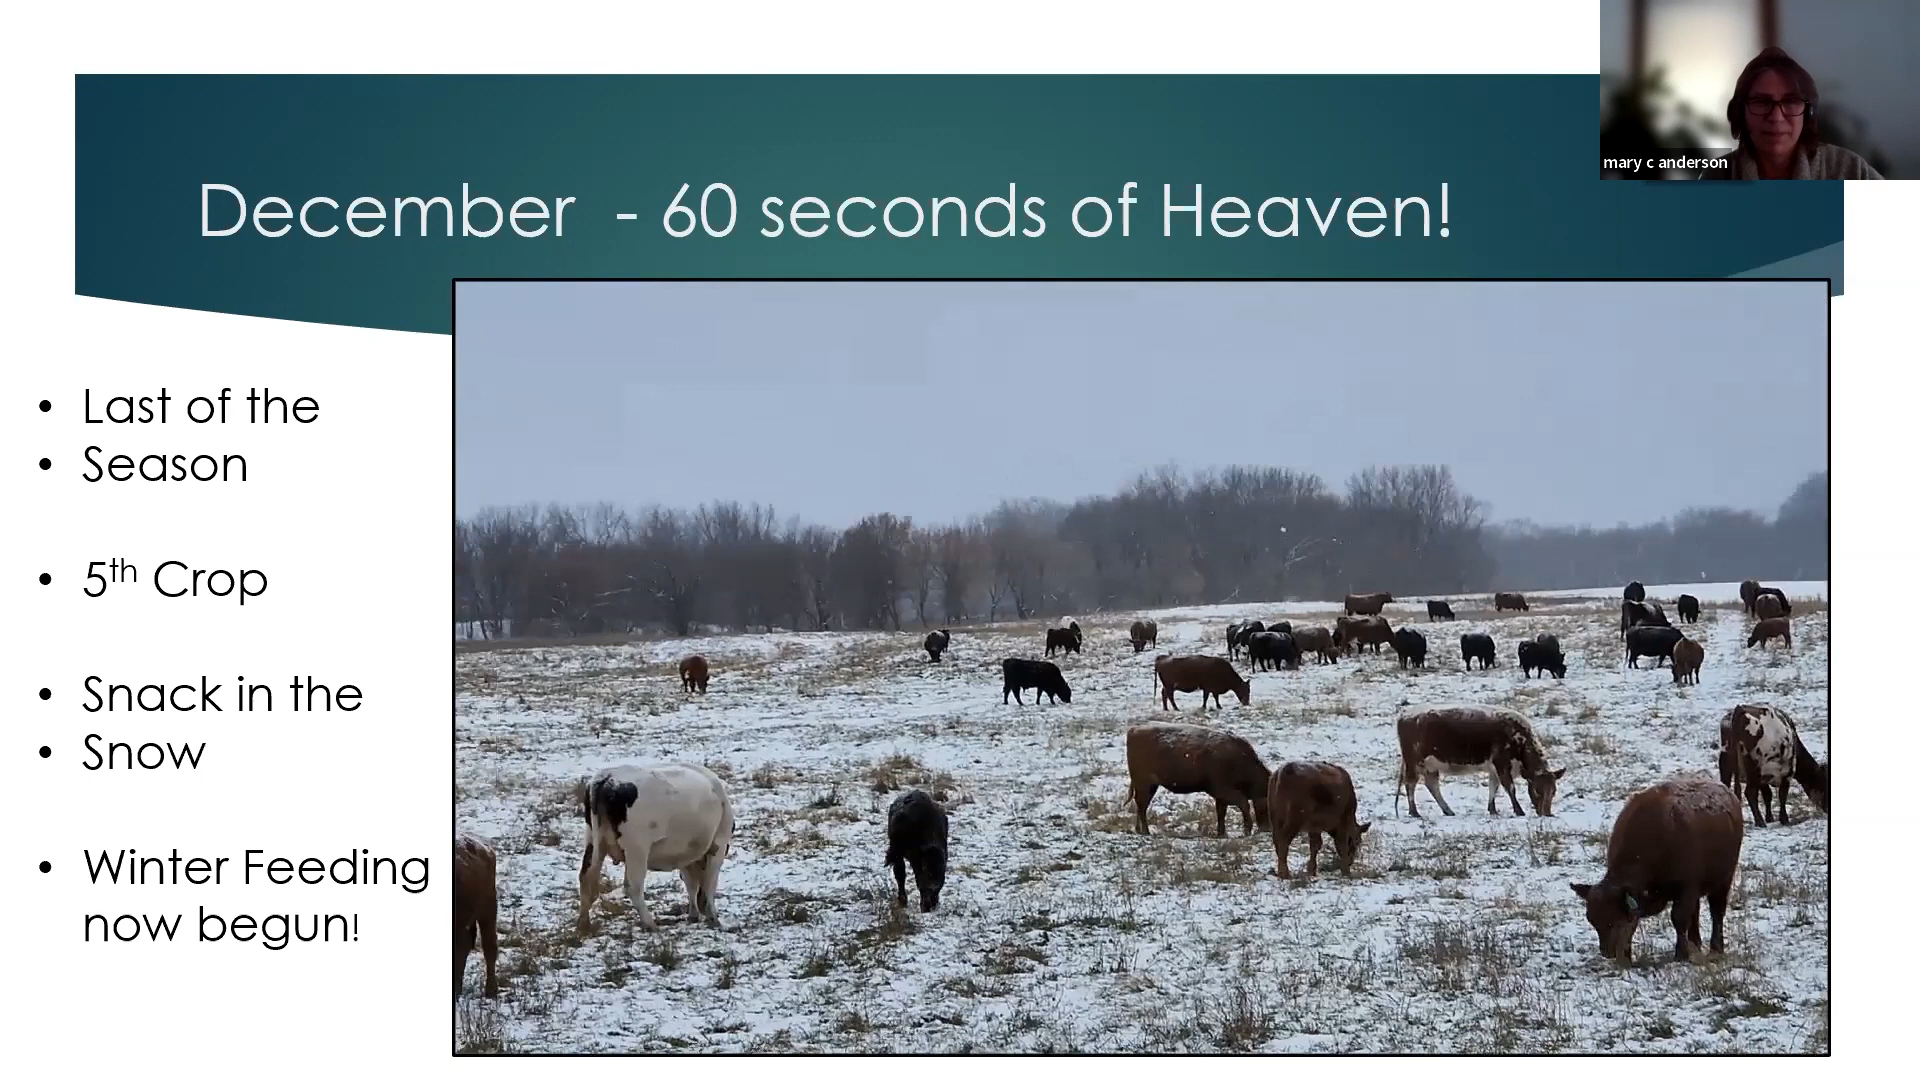 mary c anderson
December - 60 seconds of Heaven!
• Last of the
• Season
• 5th Crop
• Snack in the
• Snow
• Winter Feeding
now begun!